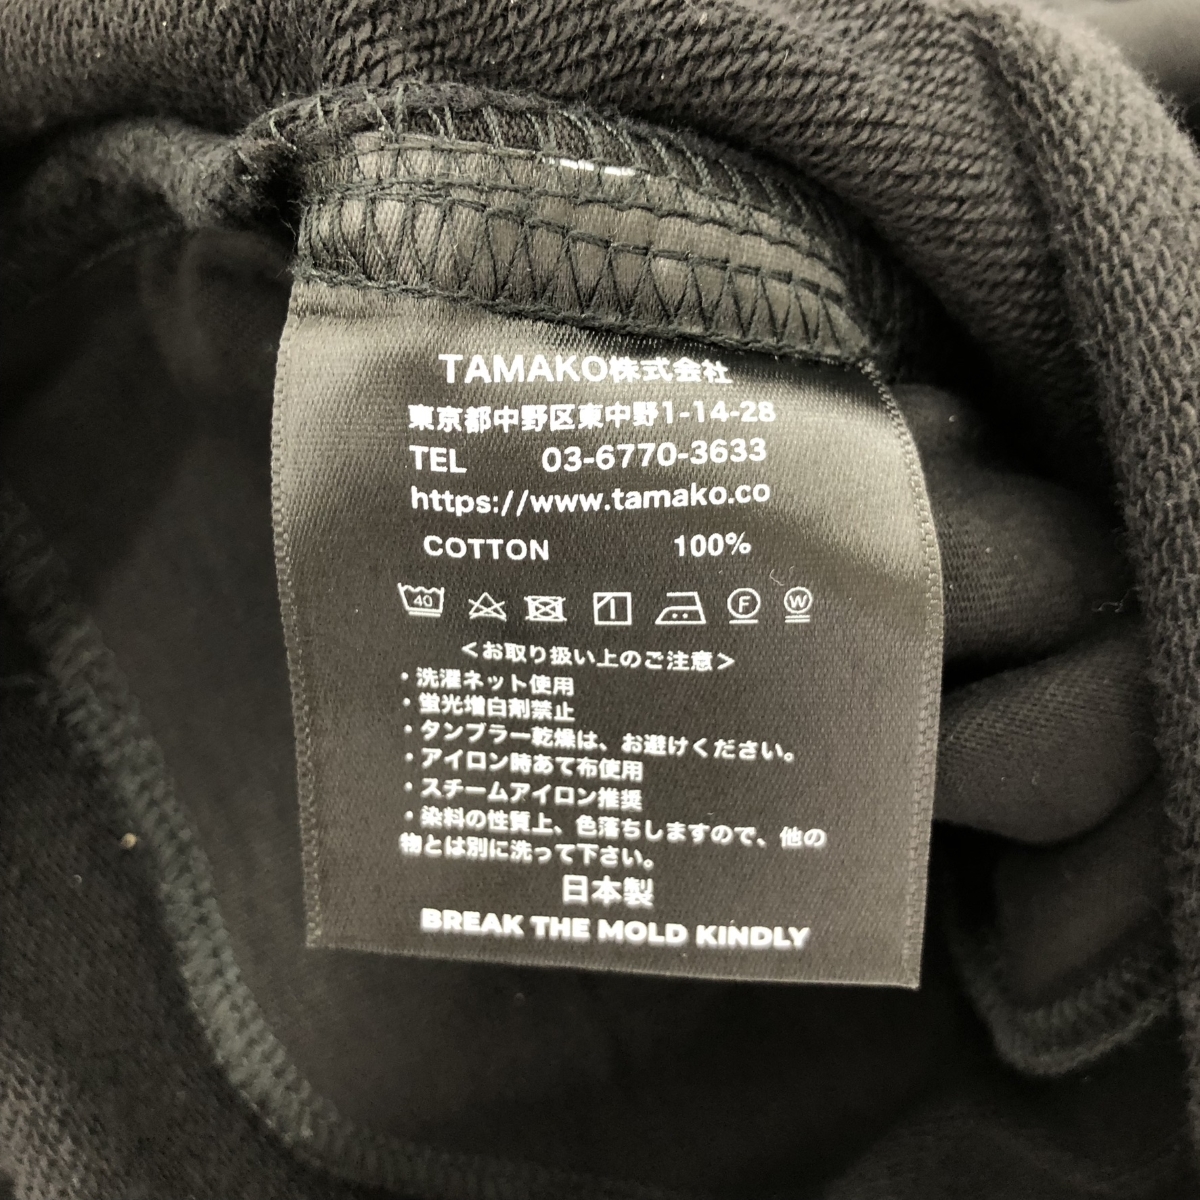 TAMAKO株式会社
東京都中野区東中野1-14-28
TEL 03-6770-3633
https://www.tamako.co
COTTON 100%
40 F W
<お取り扱い上のご注意>
・洗濯ネット使用
・蛍光増白剤禁止
・タンブラー乾燥は、お避けください。
・アイロン時あて布使用
・スチームアイロン推奨
・染料の性質上、色落ちしますので、他の
物とは別に洗って下さい。
日本製
BREAK THE MOLD KINDLY